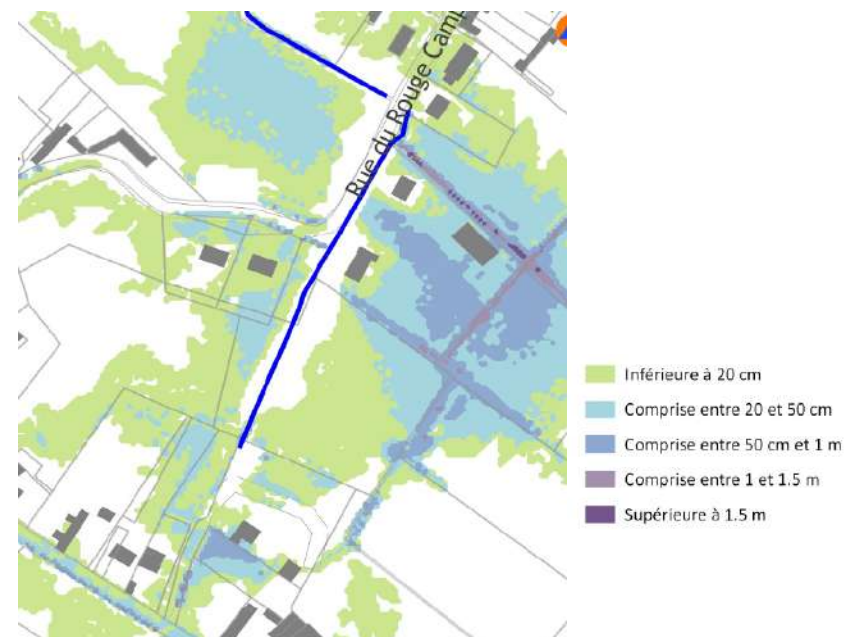 Rue du Rouge Camp
Inférieure à 20 cm
Comprise entre 20 et 50 cm
Comprise entre 50 cm et 1 m
Comprise entre 1 et 1.5 m
Supérieure à 1.5 m